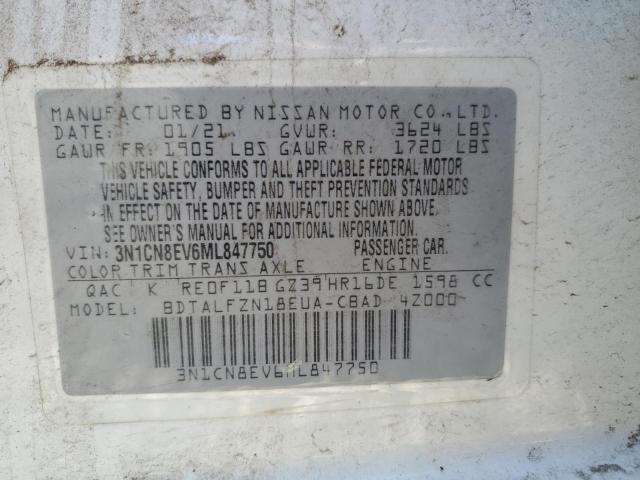 MANUFACTURED BY NISSAN MOTOR CO., LTD.
DATE: 01/21 GVWR: 3624 LBS
GAWR FR: 1905 LBS GAWR RR: 1720 LBS
THIS VEHICLE CONFORMS TO ALL APPLICABLE FEDERAL MOTOR
VEHICLE SAFETY, BUMPER AND THEFT PREVENTION STANDARDS
IN EFFECT ON THE DATE OF MANUFACTURE SHOWN ABOVE.
SEE OWNER'S MANUAL FOR ADDITIONAL INFORMATION.
VIN: 3N1CN8EV6ML847750 PASSENGER CAR.
COLOR TRIM TRANS AXLE ENGINE
QAC K RE0F11B GZ39 HR16DE 1598 CC
MODEL: BDTALFZN18EUA-CBAD 4Z000
3N1CN8EV6ML847750